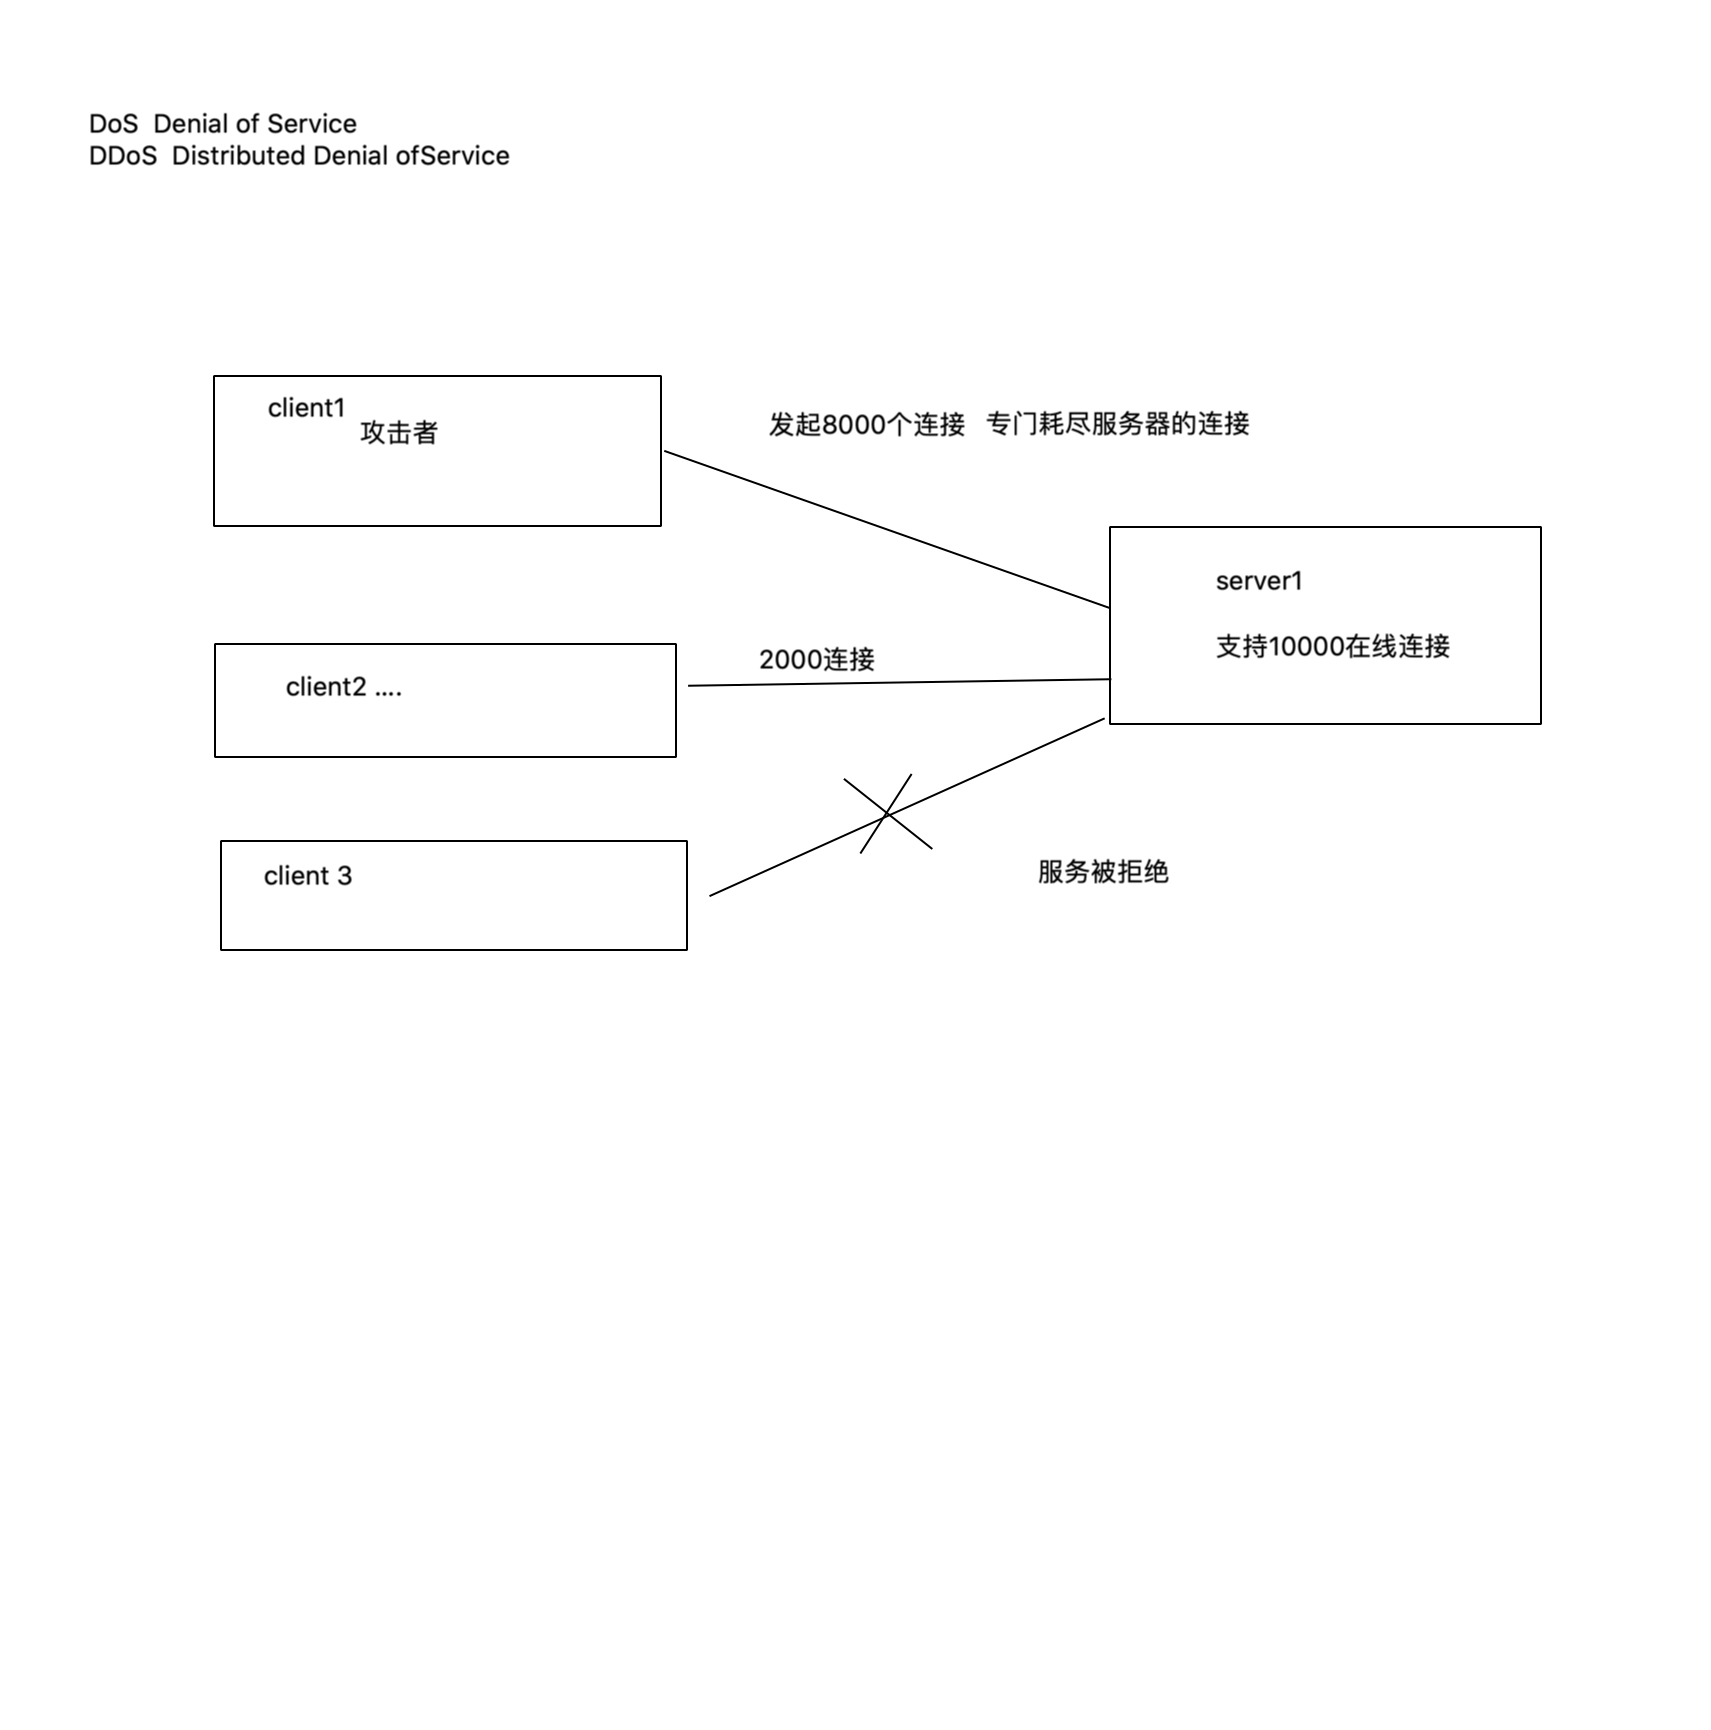 DoS  Denial of Service
DDoS  Distributed Denial ofService
client1
攻击者
发起8000个连接   专门耗尽服务器的连接
server1
支持10000在线连接
2000连接
client2 ....
client 3
服务被拒绝